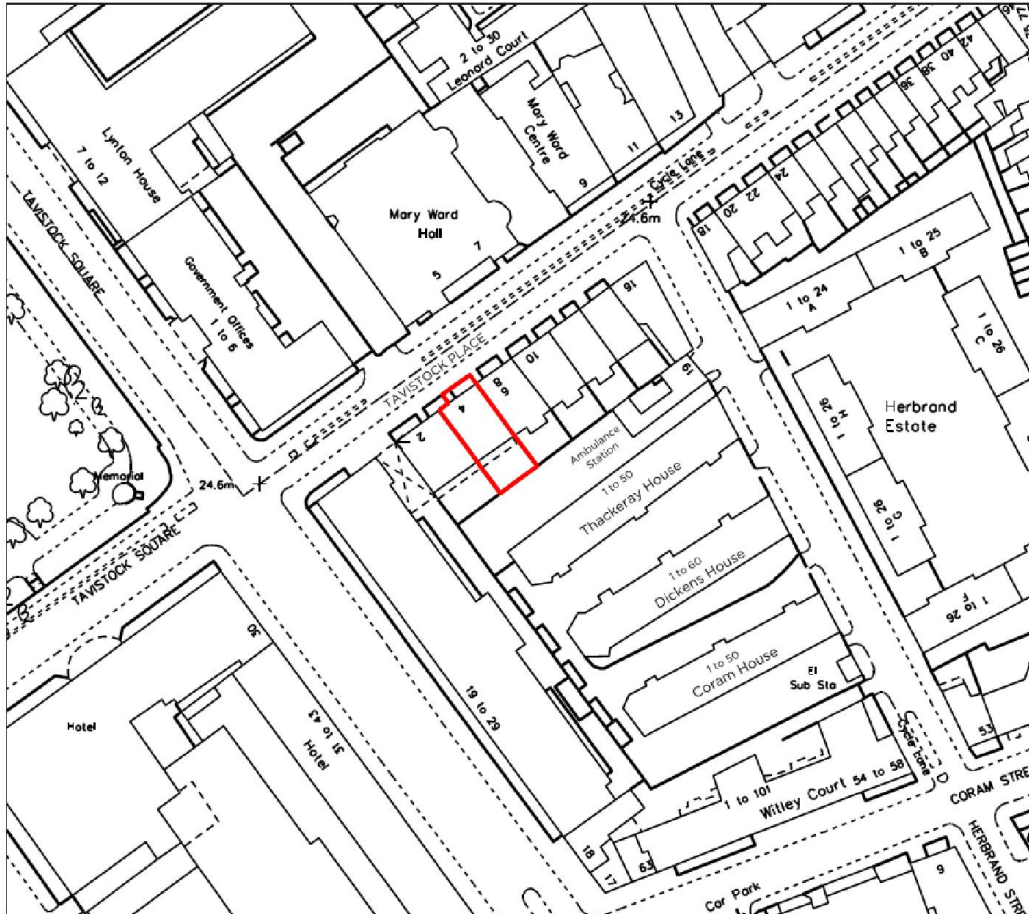 2 to 30
Leonard Court
Lynton House
7 to 12
TAVISTOCK SQUARE
Government Offices
1 to 6
Mary Ward
Hall
5
7
Mary Ward
Centre
9
11
13
Cycle Lane
24.6m
42
40
38
36
24
22
20
18
TAVISTOCK PLACE
16
10
8
6
4
2
61
Ambulance
Station
1 to 50
Thackeray House
1 to 60
Dickens House
1 to 50
Coram House
El
Sub Sta
1 to 25
B
1 to 24
A
1 to 26
C
1 to 26
H
1 to 26
G
1 to 26
F
Herbrand
Estate
Memorial
24.6m
TAVISTOCK SQUARE
30
Hotel
31 to 43
Hotel
19 to 29
18
17
63
1 to 101
Witley Court 54 to 58
Cycle Lane
53
CORAM STRE
HERBRAND STR
Car Park
9